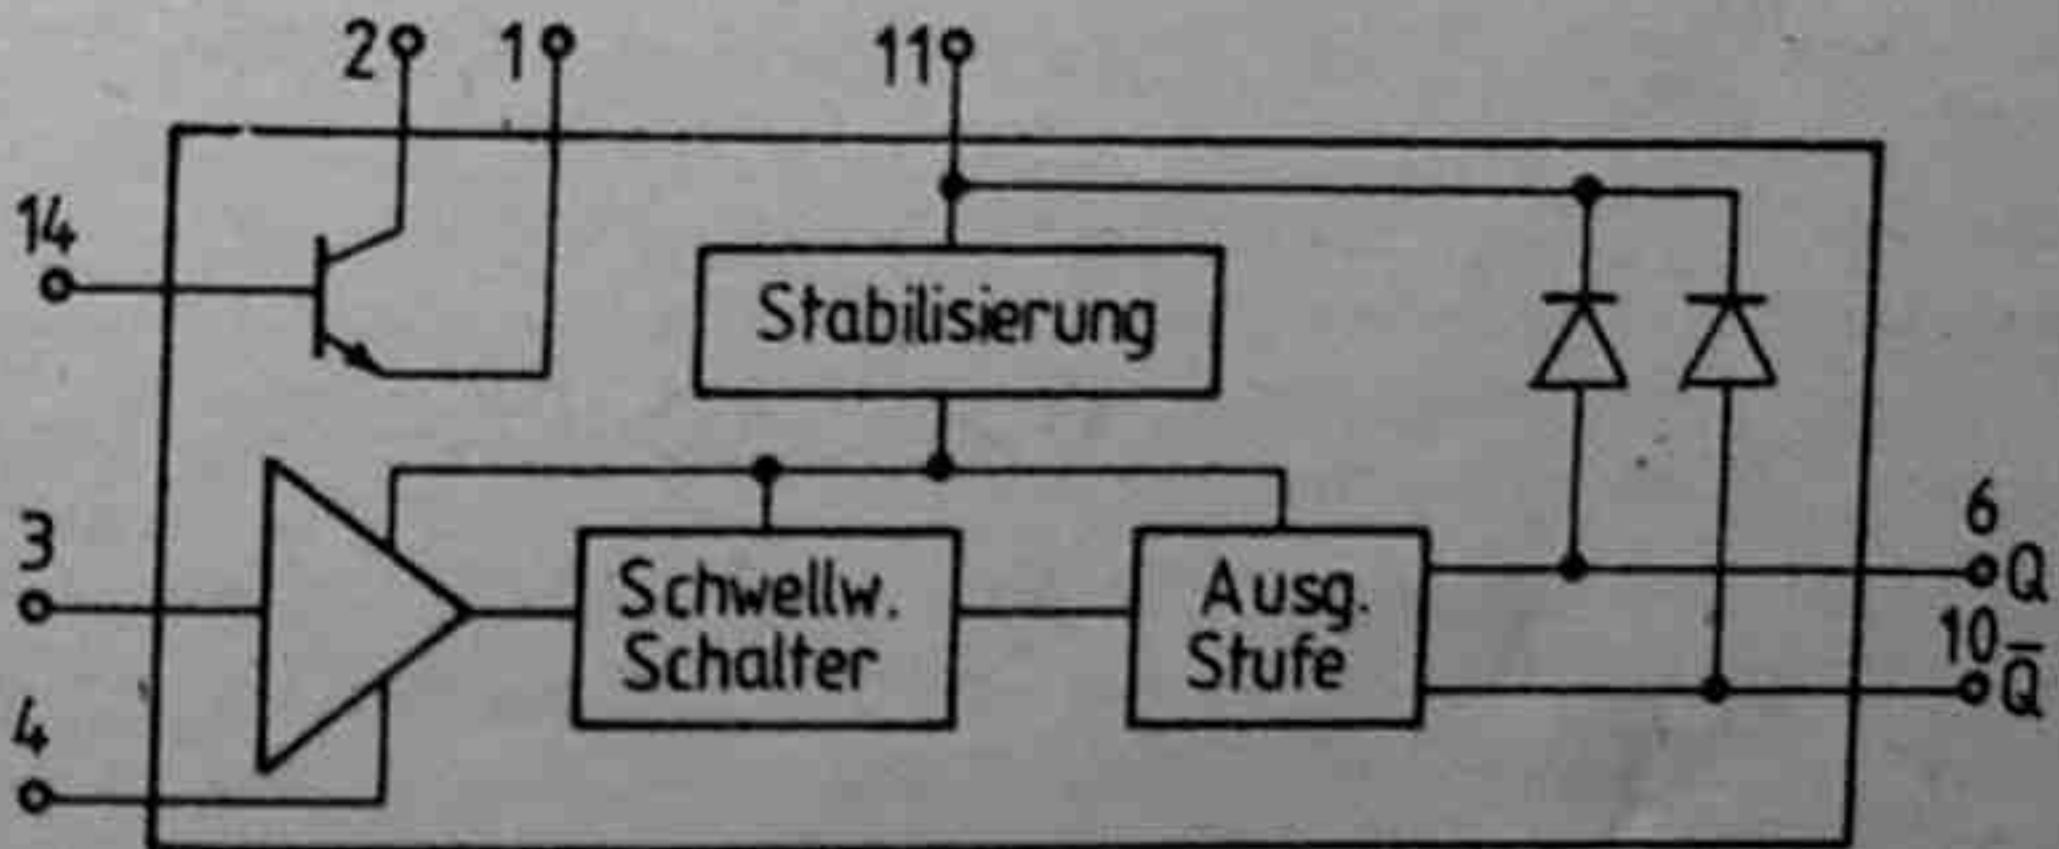 2
1
11
14
Stabilisierung
3
Schwellw.
Schalter
Ausg.
Stufe
6
Q
10
Q̅
4